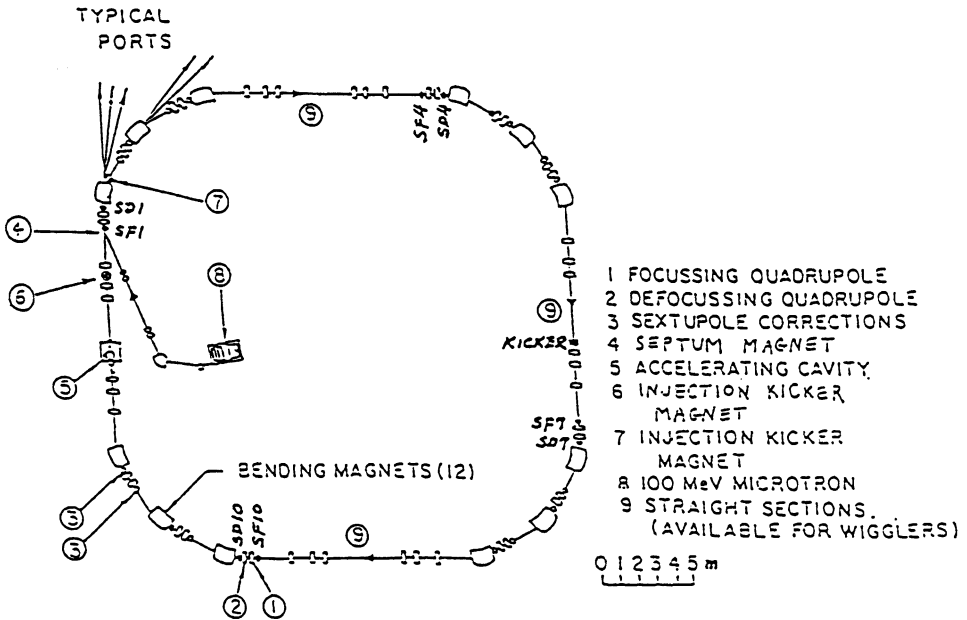 TYPICAL
PORTS
9
SF4
SD4
7
SD1
SF1
4
6
8
5
9
KICKER
SF7
SD7
BENDING MAGNETS (12)
3
3
SD10
SF10
9
2
1
1 FOCUSSING QUADRUPOLE
2 DEFOCUSSING QUADRUPOLE
3 SEXTUPOLE CORRECTIONS
4 SEPTUM MAGNET
5 ACCELERATING CAVITY
6 INJECTION KICKER
MAGNET
7 INJECTION KICKER
MAGNET
8 100 MeV MICROTRON
9 STRAIGHT SECTIONS.
(AVAILABLE FOR WIGGLERS)
0 1 2 3 4 5 m